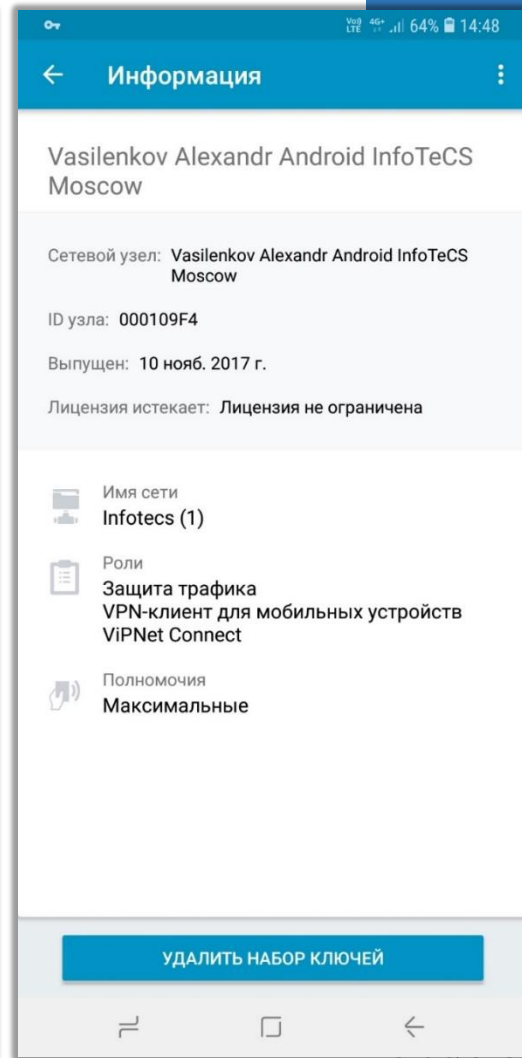 VoLTE 4G+ 64% 14:48
Информация
Vasilenkov Alexandr Android InfoTeCS
Moscow
Сетевой узел: Vasilenkov Alexandr Android InfoTeCS
Moscow
ID узла: 000109F4
Выпущен: 10 нояб. 2017 г.
Лицензия истекает: Лицензия не ограничена
Имя сети
Infotecs (1)
Роли
Защита трафика
VPN-клиент для мобильных устройств
ViPNet Connect
Полномочия
Максимальные
УДАЛИТЬ НАБОР КЛЮЧЕЙ